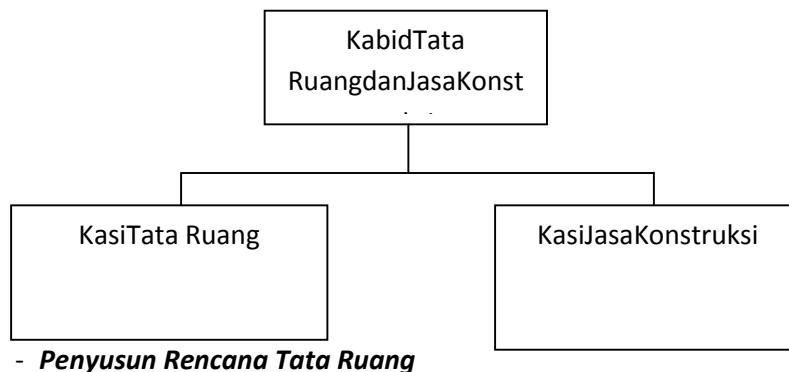 KabidTata
RuangdanJasaKonst
KasiTata Ruang
KasiJasaKonstruksi
- Penyusun Rencana Tata Ruang